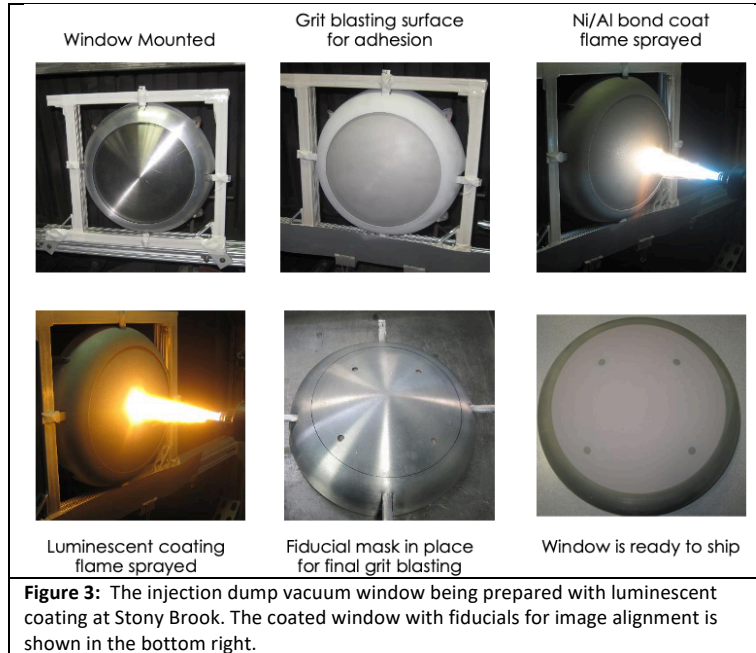 Window Mounted
Grit blasting surface
for adhesion
Ni/Al bond coat
flame sprayed
Luminescent coating
flame sprayed
Fiducial mask in place
for final grit blasting
Window is ready to ship
Figure 3: The injection dump vacuum window being prepared with luminescent
coating at Stony Brook. The coated window with fiducials for image alignment is
shown in the bottom right.